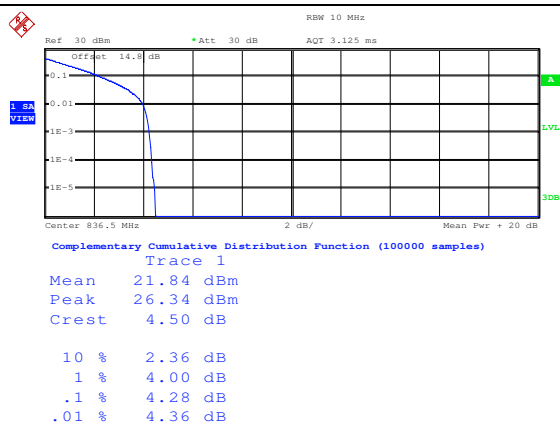 RBW 10 MHz
Ref 30 dBm *Att 30 dB AQT 3.125 ms
Offset 14.8 dB
0.1
A
0.01
1 SA
VIEW
LVL
1E-3
1E-4
1E-5
3DB
Center 836.5 MHz 2 dB/ Mean Pwr + 20 dB
Complementary Cumulative Distribution Function (100000 samples)
Trace 1
Mean 21.84 dBm
Peak 26.34 dBm
Crest 4.50 dB
10 % 2.36 dB
1 % 4.00 dB
.1 % 4.28 dB
.01 % 4.36 dB